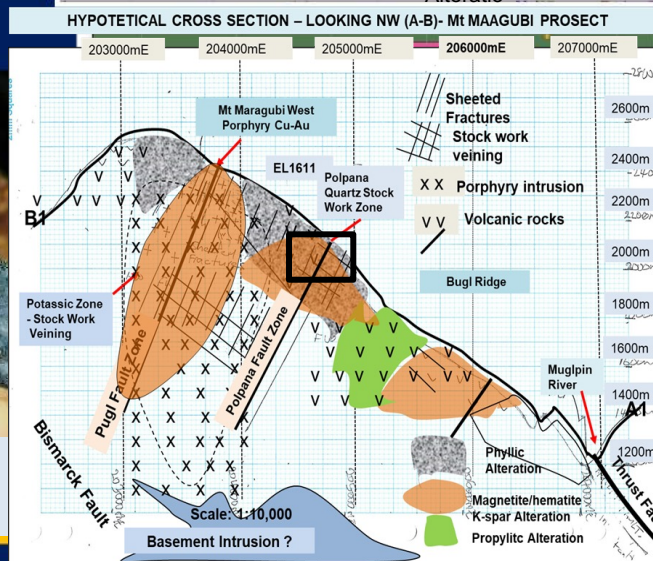 HYPOTETICAL CROSS SECTION – LOOKING NW (A-B)- Mt MAAGUBI PROSECT
203000mE
204000mE
205000mE
206000mE
207000mE
Mt Maragubi West
Porphyry Cu-Au
Sheeted
Fractures
Stock work
veining
2600m
2400m
EL1611
Polpana
Quartz Stock
Work Zone
X X Porphyry intrusion
V V Volcanic rocks
2200m
B1
2000m
Bugl Ridge
Potassic Zone
- Stock Work
Veining
1800m
1600m
Muglpin
River
1400m
A1
Pugl Fault Zone
Polpana Fault Zone
Bismarck Fault
1200m
Phyllic
Alteration
Thrust Fa
Magnetite/hematite
K-spar Alteration
Propylitc Alteration
Scale: 1:10,000
Basement Intrusion ?